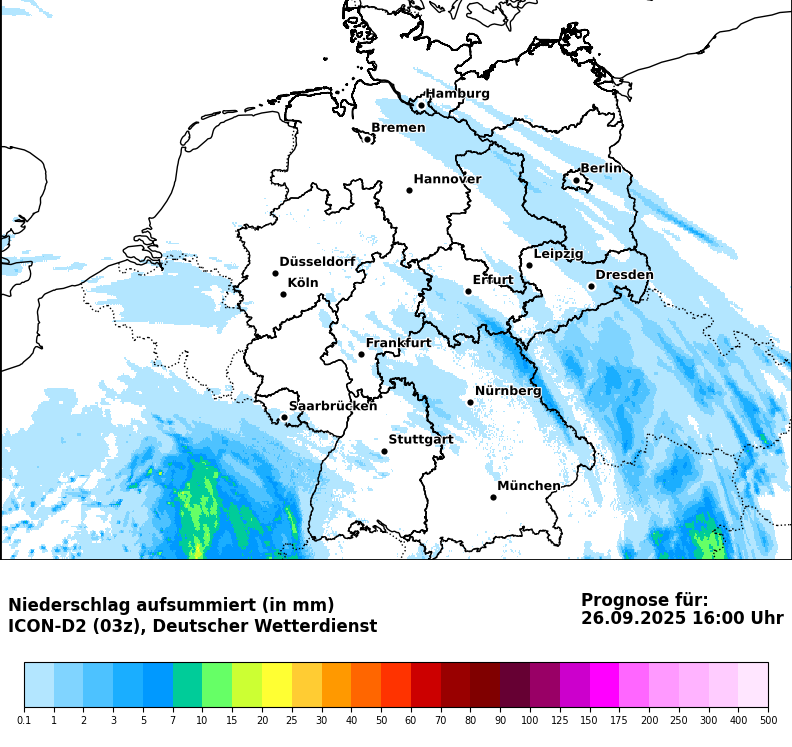 Hamburg
Bremen
Berlin
Hannover
Leipzig
Düsseldorf
Dresden
Köln
Erfurt
Frankfurt
Nürnberg
Saarbrücken
Stuttgart
München
Niederschlag aufsummiert (in mm)
ICON-D2 (03z), Deutscher Wetterdienst
Prognose für:
26.09.2025 16:00 Uhr
0.1 1 2 3 5 7 10 15 20 25 30 40 50 60 70 80 90 100 125 150 175 200 250 300 400 500